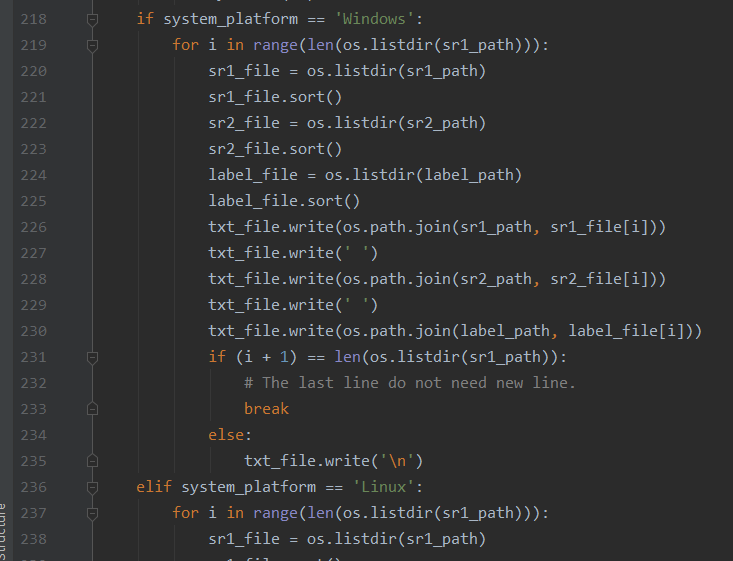 218 if system_platform == 'Windows':
219 for i in range(len(os.listdir(sr1_path))):
220 sr1_file = os.listdir(sr1_path)
221 sr1_file.sort()
222 sr2_file = os.listdir(sr2_path)
223 sr2_file.sort()
224 label_file = os.listdir(label_path)
225 label_file.sort()
226 txt_file.write(os.path.join(sr1_path, sr1_file[i]))
227 txt_file.write(' ')
228 txt_file.write(os.path.join(sr2_path, sr2_file[i]))
229 txt_file.write(' ')
230 txt_file.write(os.path.join(label_path, label_file[i]))
231 if (i + 1) == len(os.listdir(sr1_path)):
232 # The last line do not need new line.
233 break
234 else:
235 txt_file.write('\n')
236 elif system_platform == 'Linux':
237 for i in range(len(os.listdir(sr1_path))):
238 sr1_file = os.listdir(sr1_path)
Structure